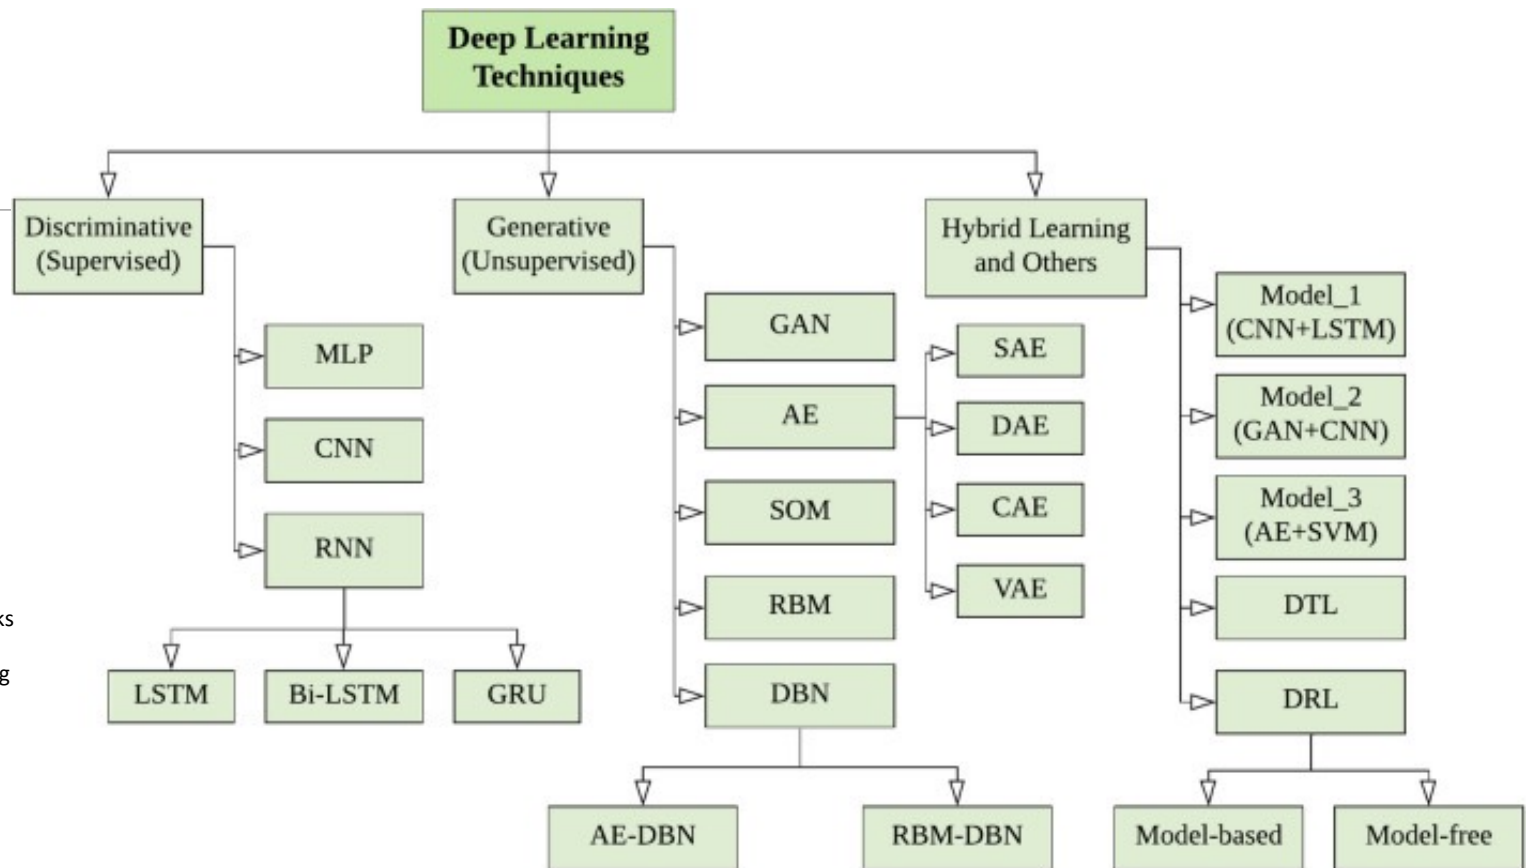 Deep Learning
Techniques
Discriminative
(Supervised)
MLP
CNN
RNN
LSTM
Bi-LSTM
GRU
Generative
(Unsupervised)
GAN
AE
SAE
DAE
CAE
VAE
SOM
RBM
DBN
AE-DBN
RBM-DBN
Hybrid Learning
and Others
Model_1
(CNN+LSTM)
Model_2
(GAN+CNN)
Model_3
(AE+SVM)
DTL
DRL
Model-based
Model-free